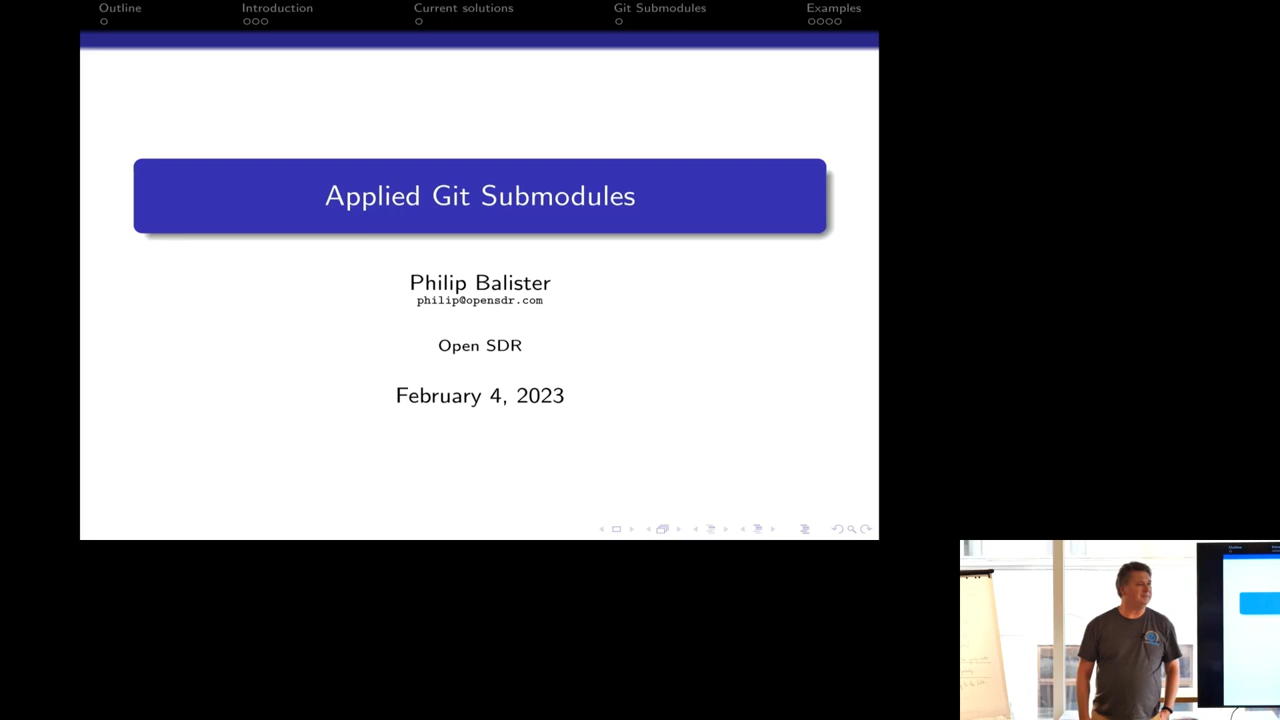 Outline
Introduction
Current solutions
Git Submodules
Examples
Applied Git Submodules
Philip Balister
philip@opensdr.com
Open SDR
February 4, 2023